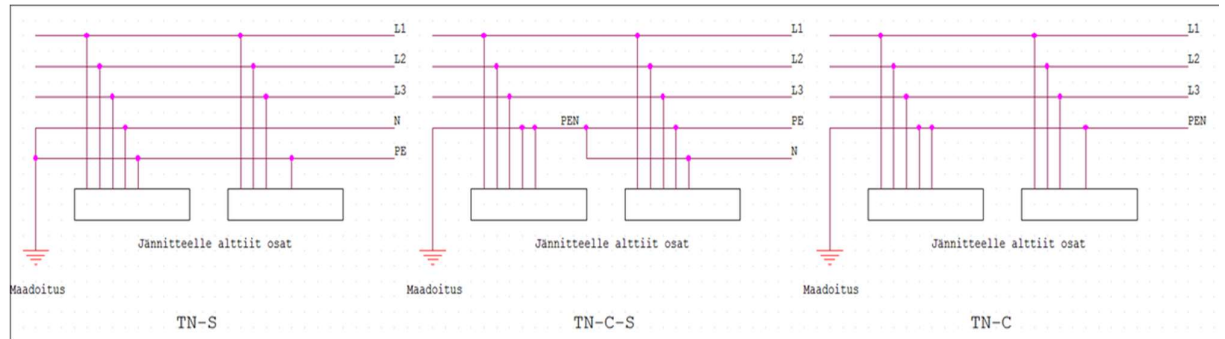 L1
L2
L3
N
PE
Jännitteelle alttiit osat
Maadoitus
TN-S
L1
L2
L3
PEN
PE
N
Jännitteelle alttiit osat
Maadoitus
TN-C-S
L1
L2
L3
PEN
Jännitteelle alttiit osat
Maadoitus
TN-C